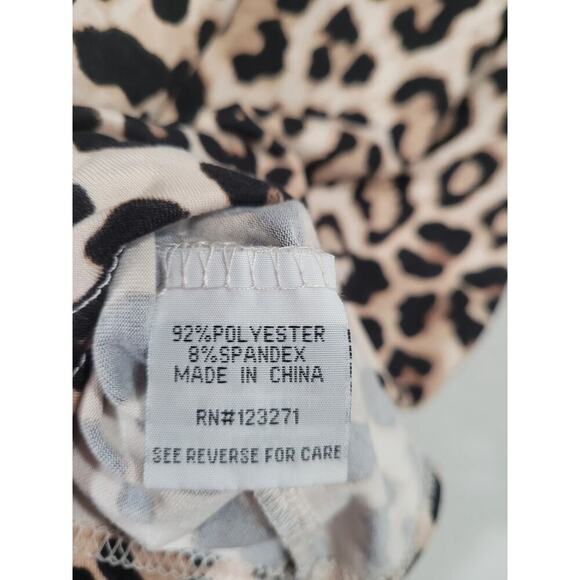 92%POLYESTER
8%SPANDEX
MADE IN CHINA
RN#123271
SEE REVERSE FOR CARE